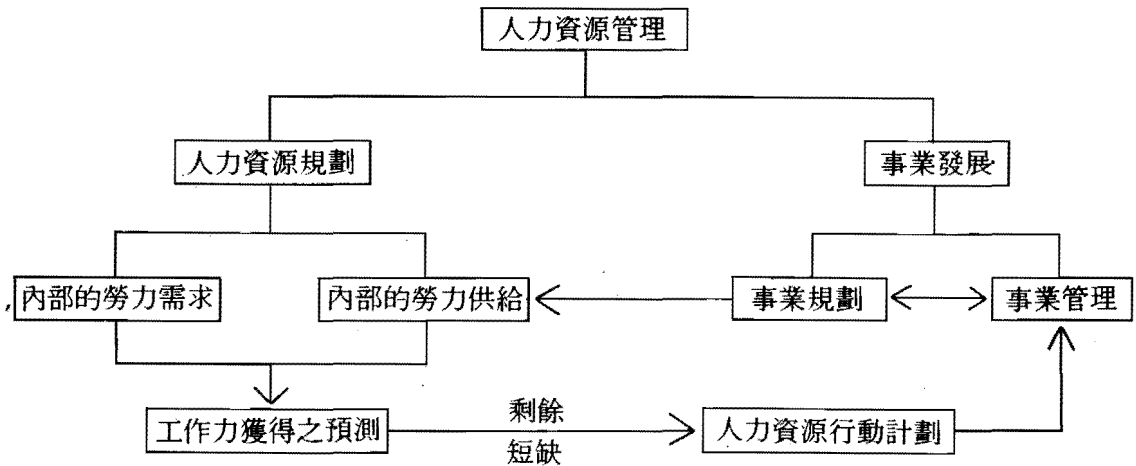 人力資源管理
人力資源規劃
事業發展
內部的勞力需求
內部的勞力供給
事業規劃
事業管理
工作力獲得之預測
剩餘
短缺
人力資源行動計劃